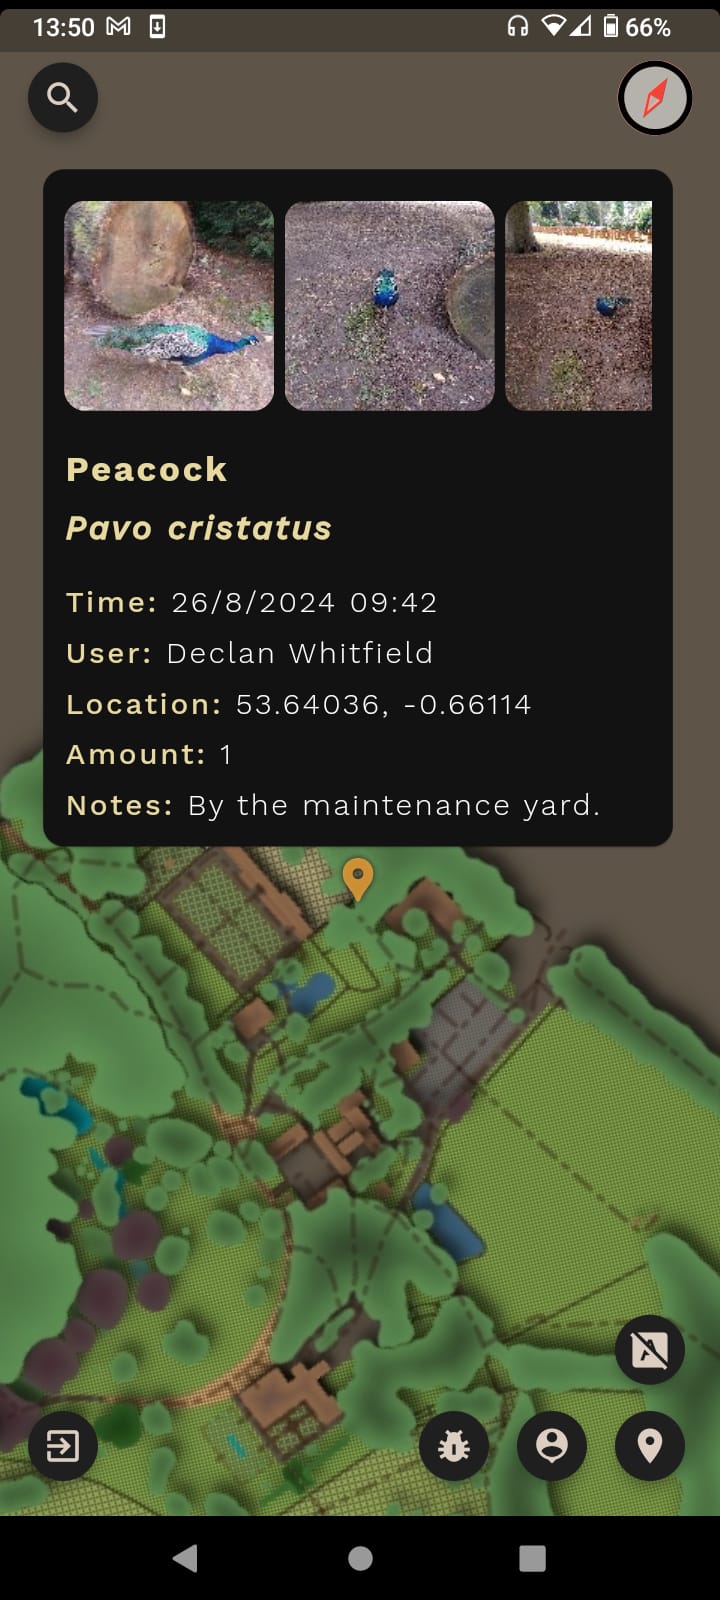 13:50
66%
Peacock
Pavo cristatus
Time: 26/8/2024 09:42
User: Declan Whitfield
Location: 53.64036, -0.66114
Amount: 1
Notes: By the maintenance yard.